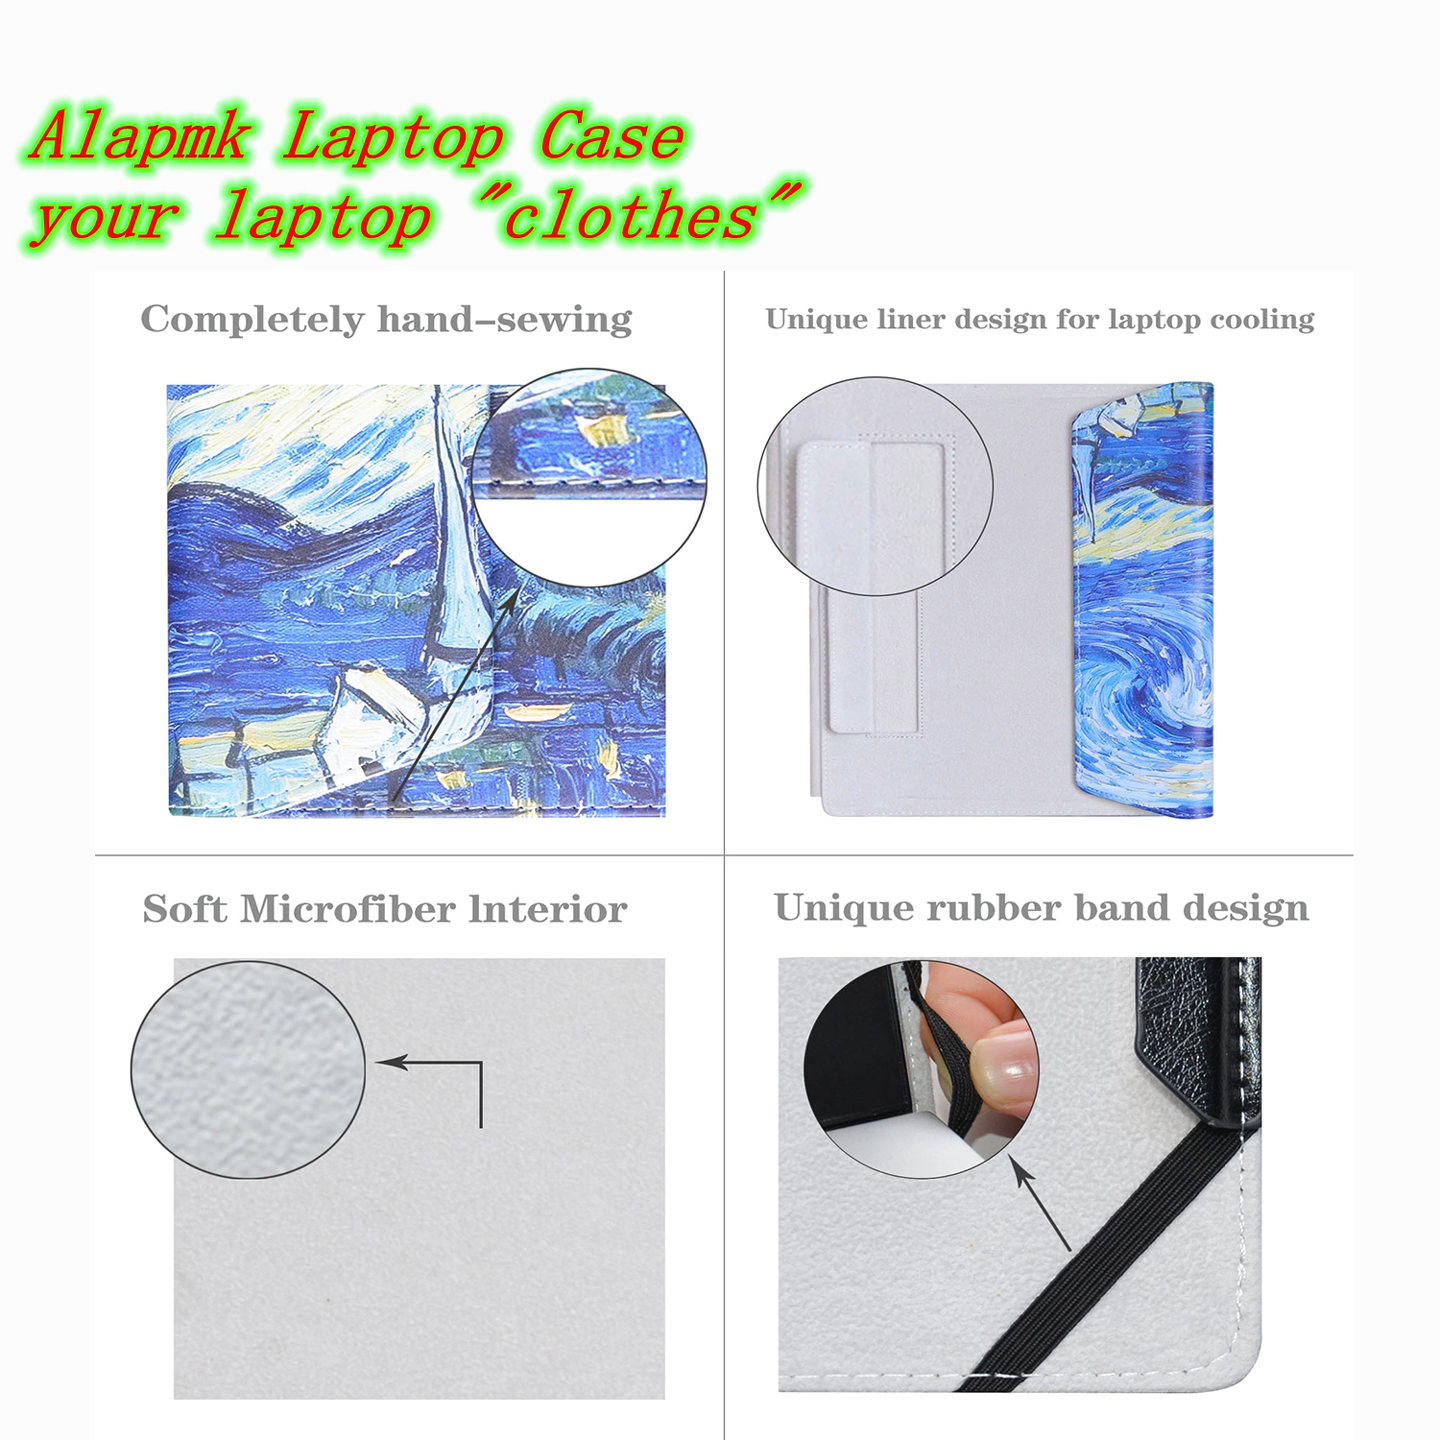 Alapmk Laptop Case
your laptop "clothes"
Completely hand-sewing
Unique liner design for laptop cooling
Soft Microfiber lnterior
Unique rubber band design